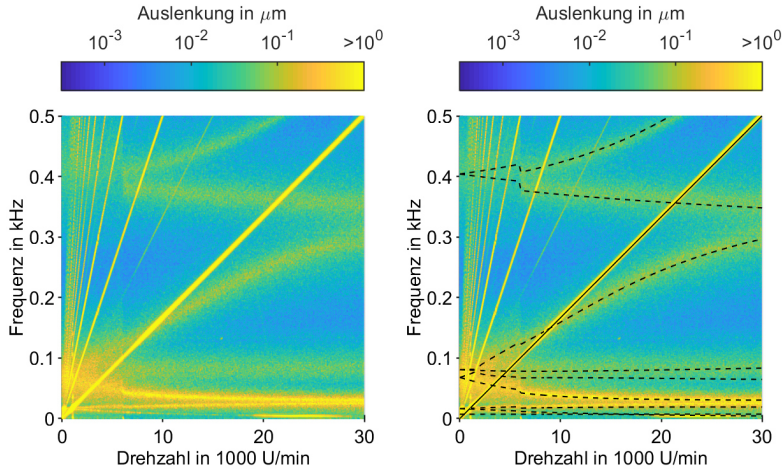 Auslenkung in μm
10⁻³ 10⁻² 10⁻¹ >10⁰
0.5
0.4
0.3
0.2
0.1
0
Frequenz in kHz
0 10 20 30
Drehzahl in 1000 U/min
Auslenkung in μm
10⁻³ 10⁻² 10⁻¹ >10⁰
0.5
0.4
0.3
0.2
0.1
0
Frequenz in kHz
0 10 20 30
Drehzahl in 1000 U/min